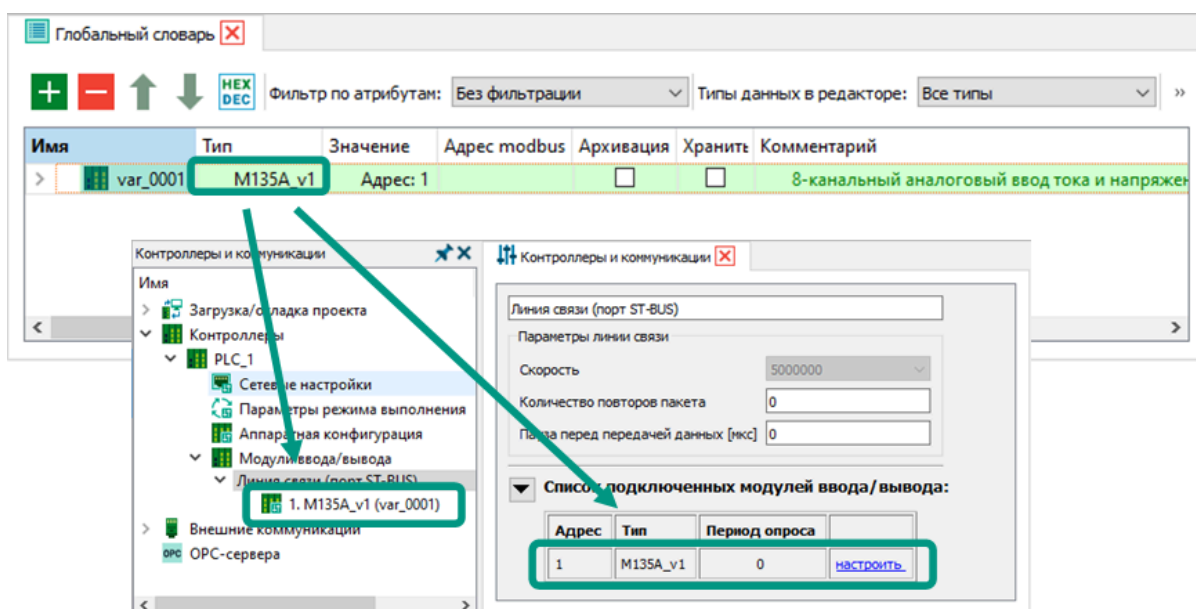 Глобальный словарь
HEX
DEC
Фильтр по атрибутам: Без фильтрации Типы данных в редакторе: Все типы »
Имя Тип Значение Адрес modbus Архивация Хранить Комментарий
var_0001 M135A_v1 Адрес: 1 8-канальный аналоговый ввод тока и напряжен
Контроллеры и коммуникации
Имя
Загрузка/отладка проекта
Контроллеры
PLC_1
Сетевые настройки
Параметры режима выполнения
Аппаратная конфигурация
Модули ввода/вывода
Линия связи (порт ST-BUS)
1. M135A_v1 (var_0001)
Внешние коммуникации
OPC OPC-сервера
Контроллеры и коммуникации
Линия связи (порт ST-BUS)
Параметры линии связи
Скорость 5000000
Количество повторов пакета 0
Пауза перед передачей данных [мкс] 0
Список подключенных модулей ввода/вывода:
Адрес Тип Период опроса
1 M135A_v1 0 настроить